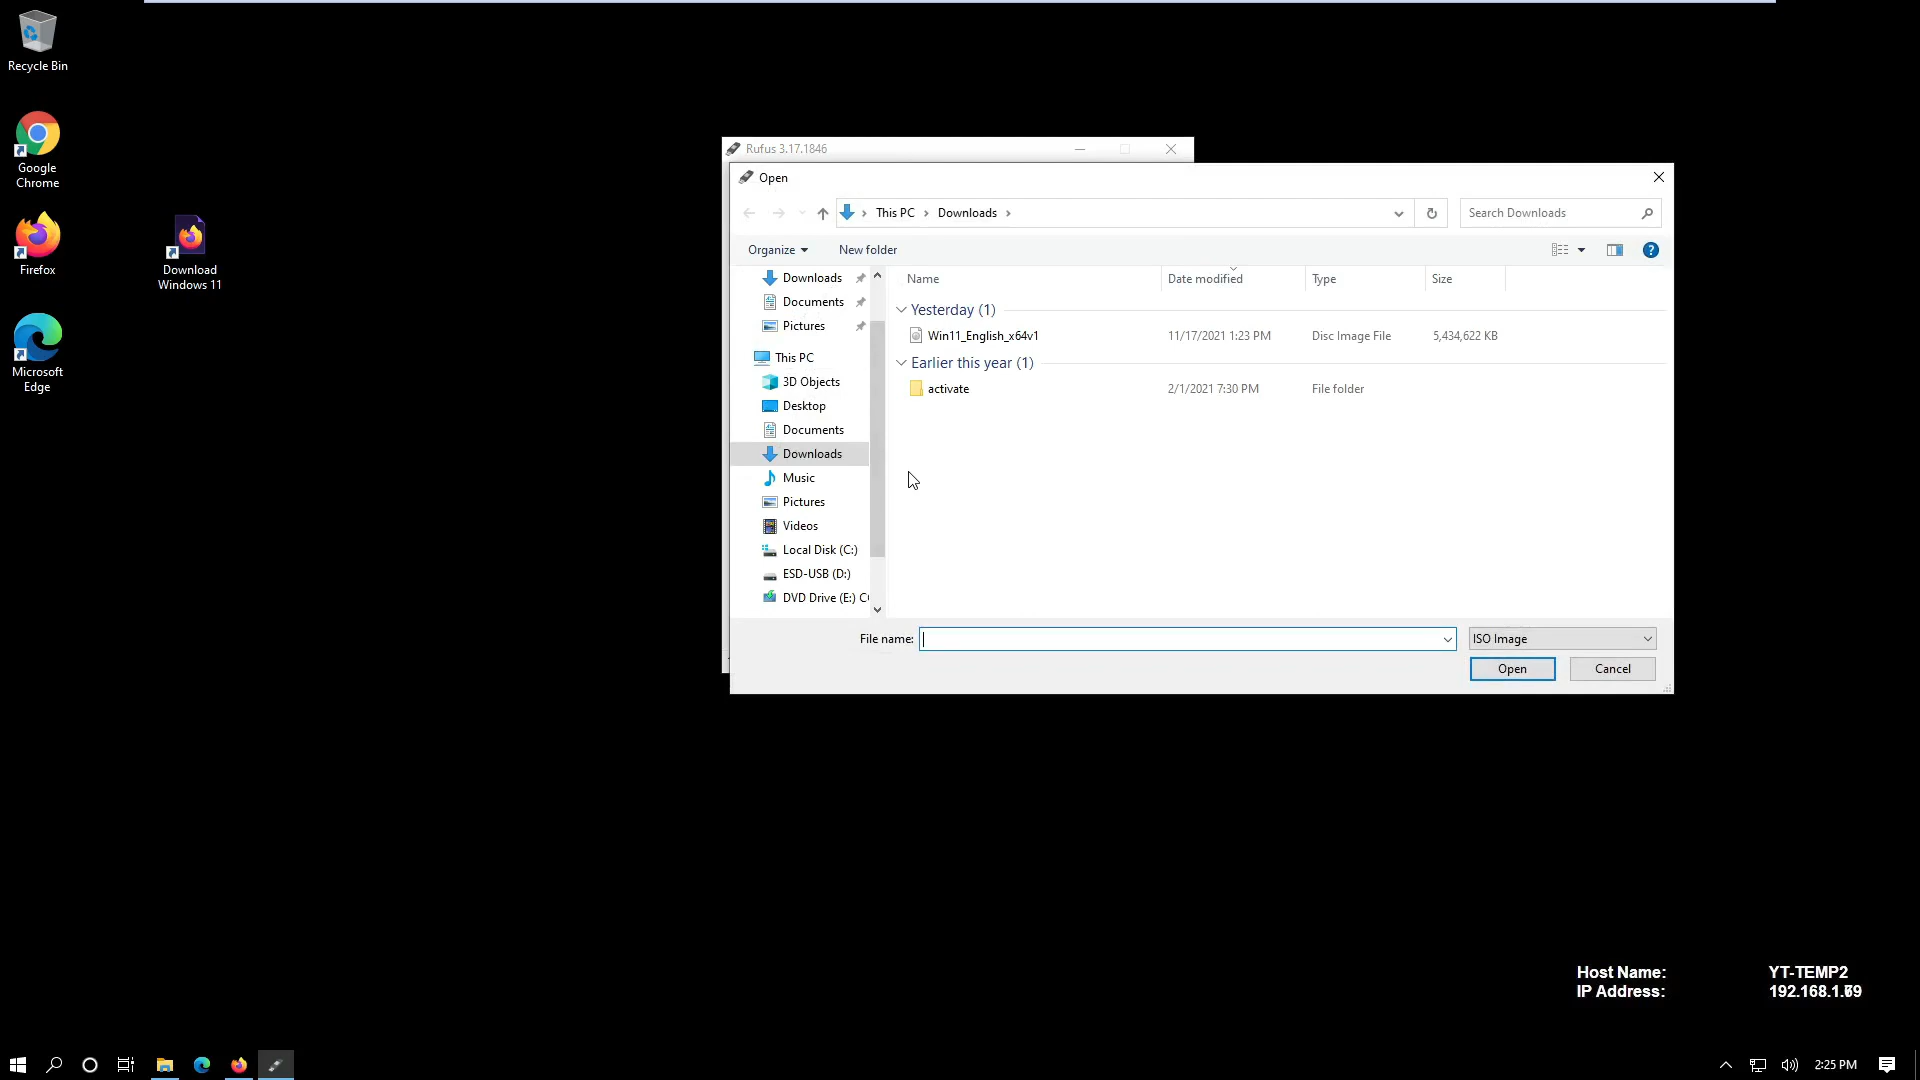 Recycle Bin
Google
Chrome
Firefox
Download
Windows 11
Microsoft
Edge
Rufus 3.17.1846
Open
This PC > Downloads >
Search Downloads
Organize
New folder
Downloads
Documents
Pictures
This PC
3D Objects
Desktop
Documents
Downloads
Music
Pictures
Videos
Local Disk (C:)
ESD-USB (D:)
DVD Drive (E:) C
Name Date modified Type Size
Yesterday (1)
Win11_English_x64v1 11/17/2021 1:23 PM Disc Image File 5,434,622 KB
Earlier this year (1)
activate 2/1/2021 7:30 PM File folder
File name:
ISO Image
Open
Cancel
Host Name: YT-TEMP2
IP Address: 192.168.1.
2:25 PM